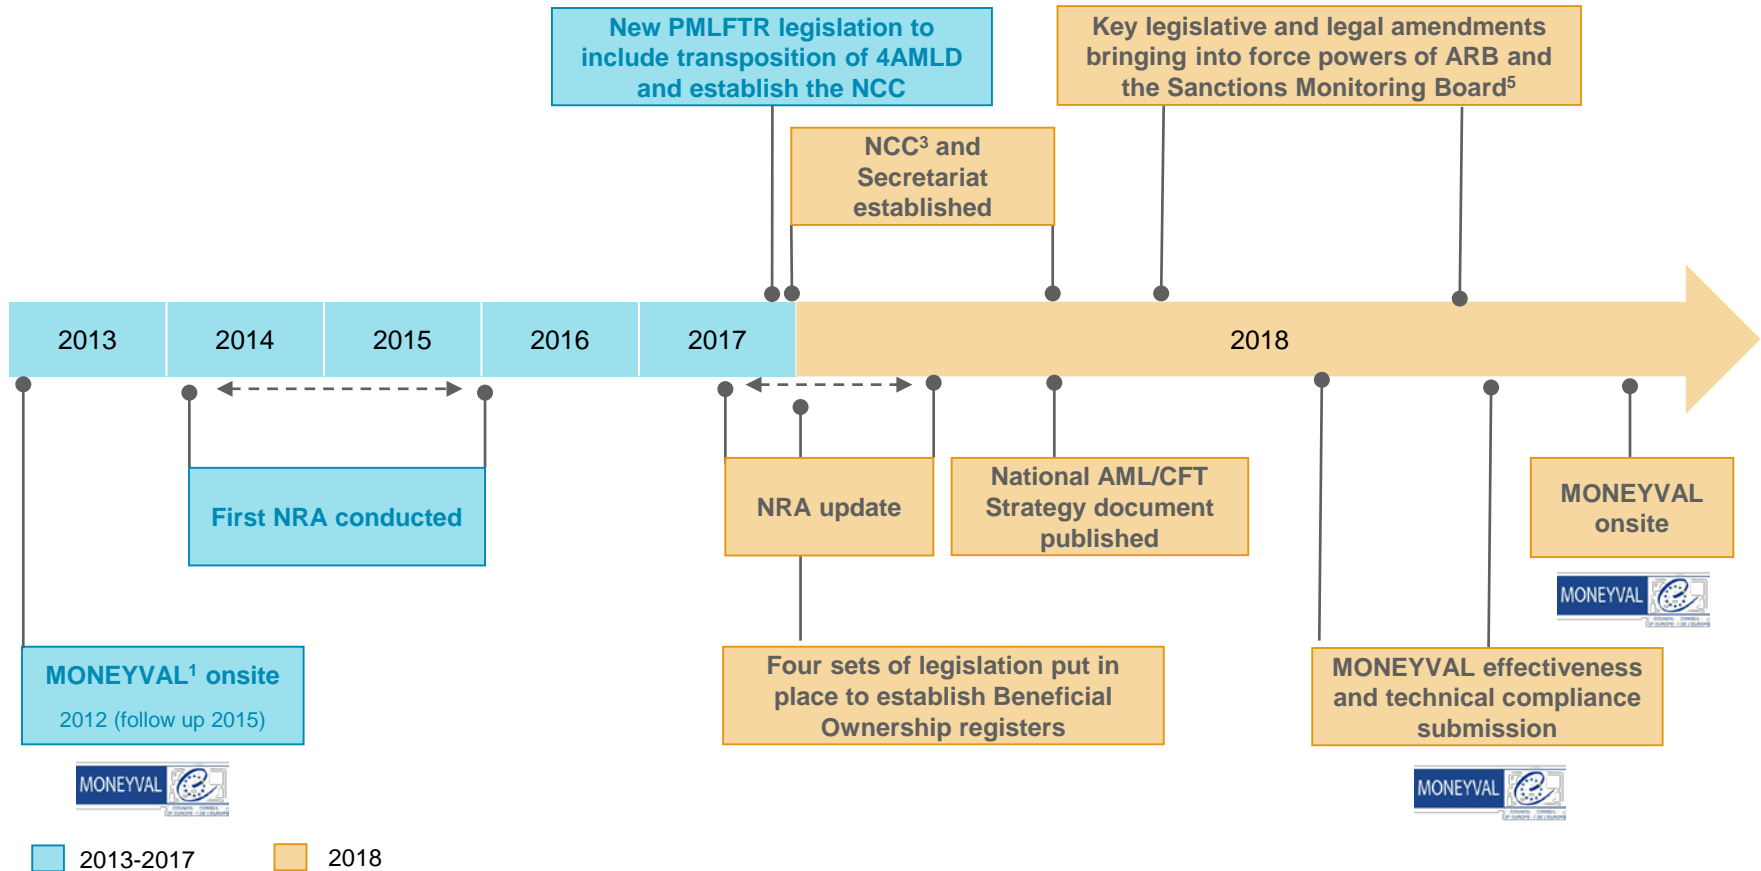 New PMLFTR legislation to
include transposition of 4AMLD
and establish the NCC
Key legislative and legal amendments
bringing into force powers of ARB and
the Sanctions Monitoring Board⁵
NCC³ and
Secretariat
established
2013
2014
2015
2016
2017
2018
First NRA conducted
NRA update
National AML/CFT
Strategy document
published
MONEYVAL
onsite
MONEYVAL
MONEYVAL¹ onsite
2012 (follow up 2015)
Four sets of legislation put in
place to establish Beneficial
Ownership registers
MONEYVAL effectiveness
and technical compliance
submission
MONEYVAL
MONEYVAL
2013-2017
2018